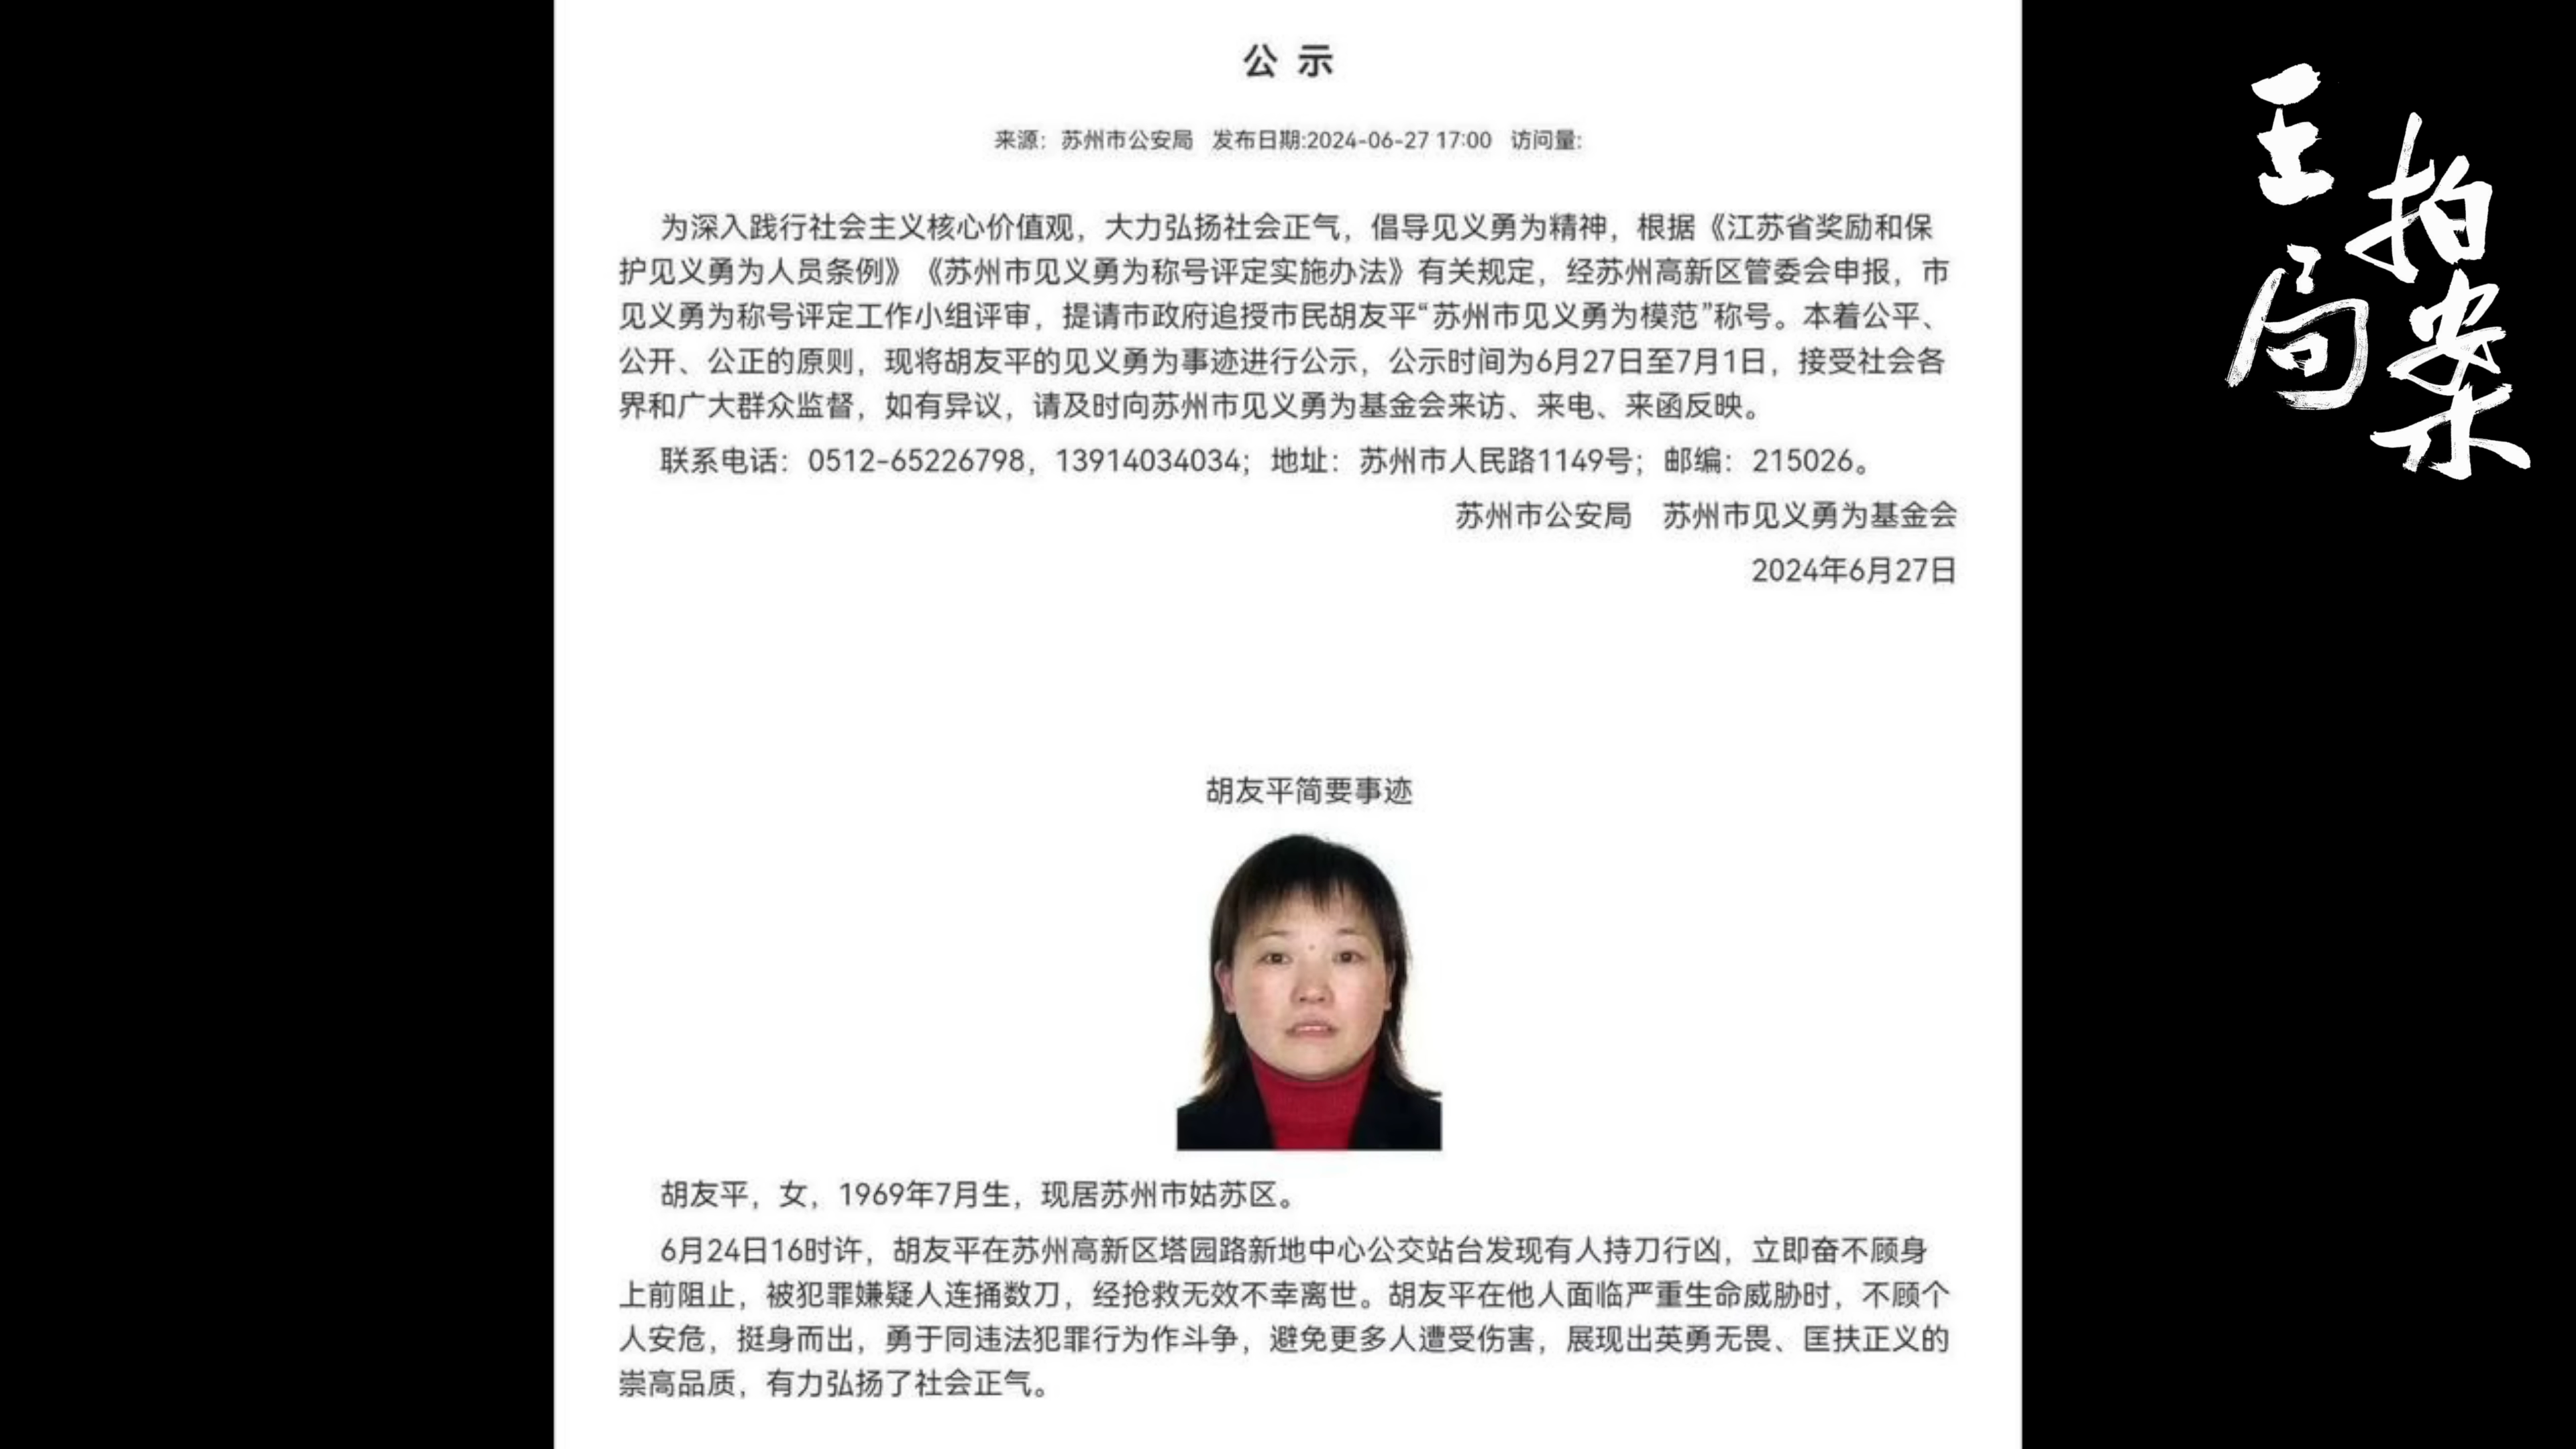 公 示
来源：苏州市公安局 发布日期:2024-06-27 17:00 访问量:
为深入践行社会主义核心价值观，大力弘扬社会正气，倡导见义勇为精神，根据《江苏省奖励和保
护见义勇为人员条例》《苏州市见义勇为称号评定实施办法》有关规定，经苏州高新区管委会申报，市
见义勇为称号评定工作小组评审，提请市政府追授市民胡友平“苏州市见义勇为模范”称号。本着公平、
公开、公正的原则，现将胡友平的见义勇为事迹进行公示，公示时间为6月27日至7月1日，接受社会各
界和广大群众监督，如有异议，请及时向苏州市见义勇为基金会来访、来电、来函反映。
联系电话：0512-65226798，13914034034；地址：苏州市人民路1149号；邮编：215026。
苏州市公安局 苏州市见义勇为基金会
2024年6月27日
胡友平简要事迹
胡友平，女，1969年7月生，现居苏州市姑苏区。
6月24日16时许，胡友平在苏州高新区塔园路新地中心公交站台发现有人持刀行凶，立即奋不顾身
上前阻止，被犯罪嫌疑人连捅数刀，经抢救无效不幸离世。胡友平在他人面临严重生命威胁时，不顾个
人安危，挺身而出，勇于同违法犯罪行为作斗争，避免更多人遭受伤害，展现出英勇无畏、匡扶正义的
崇高品质，有力弘扬了社会正气。
王局
拍案